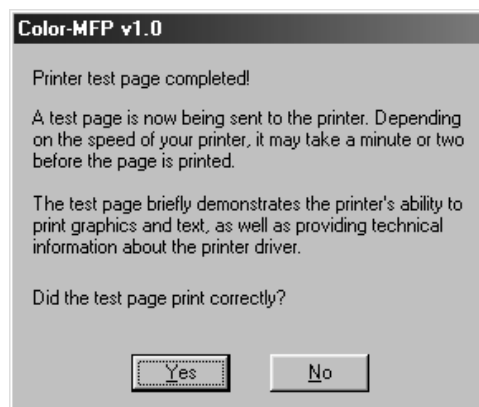 Color-MFP v1.0
Printer test page completed!
A test page is now being sent to the printer. Depending
on the speed of your printer, it may take a minute or two
before the page is printed.
The test page briefly demonstrates the printer's ability to
print graphics and text, as well as providing technical
information about the printer driver.
Did the test page print correctly?
Yes
No